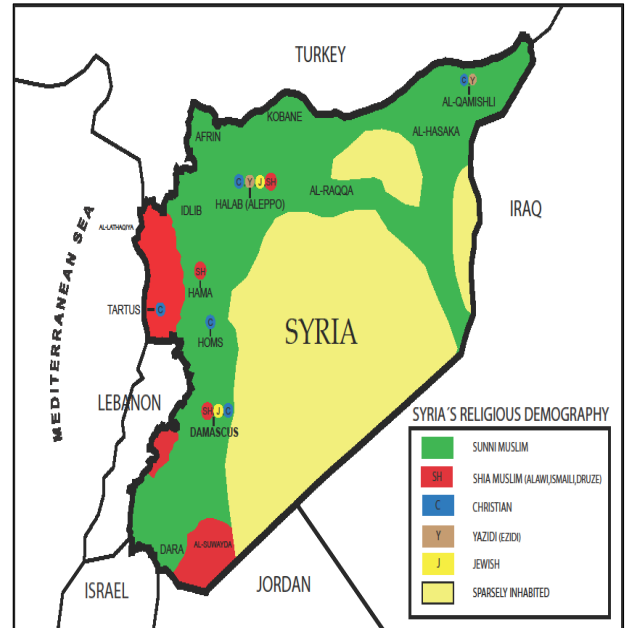 TURKEY
C Y
AL-QAMISHLI
KOBANE
AFRIN
AL-HASAKA
C Y J SH
AL-RAQQA
HALAB (ALEPPO)
IDLIB
IRAQ
AL-LATHAQIYA
MEDITERRANEAN SEA
SH
HAMA
TARTUS
C
C
HOMS
SYRIA
LEBANON
SH J C
DAMASCUS
DARA
AL-SUWAYDA
ISRAEL
JORDAN
SYRIA´S RELIGIOUS DEMOGRAPHY
SUNNI MUSLIM
SH SHIA MUSLIM (ALAWI,ISMAILI,DRUZE)
C CHRISTIAN
Y YAZIDI (EZIDI)
J JEWISH
SPARSELY INHABITED